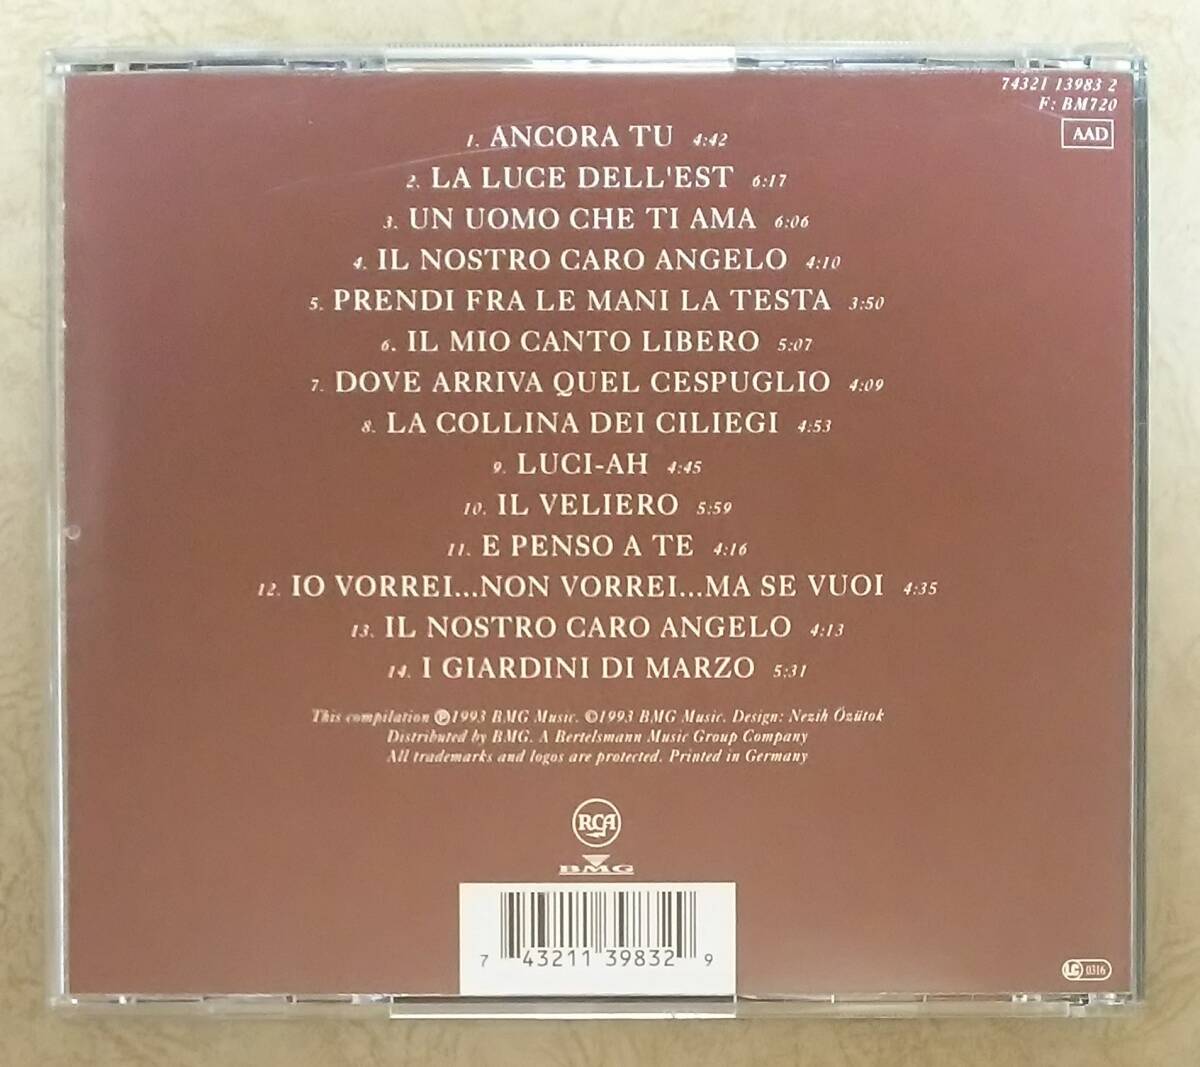 74321 13983 2
F: BM720
AAD
1. ANCORA TU 4:42
2. LA LUCE DELL'EST 6:17
3. UN UOMO CHE TI AMA 6:06
4. IL NOSTRO CARO ANGELO 4:10
5. PRENDI FRA LE MANI LA TESTA 3:50
6. IL MIO CANTO LIBERO 5:07
7. DOVE ARRIVA QUEL CESPUGLIO 4:09
8. LA COLLINA DEI CILIEGI 4:53
9. LUCI-AH 4:45
10. IL VELIERO 5:59
11. E PENSO A TE 4:16
12. IO VORREI...NON VORREI...MA SE VUOI 4:35
13. IL NOSTRO CARO ANGELO 4:13
14. I GIARDINI DI MARZO 5:31
This compilation ℗1993 BMG Music. ©1993 BMG Music. Design: Nezih Özütok
Distributed by BMG. A Bertelsmann Music Group Company
All trademarks and logos are protected. Printed in Germany
RCA
BMG
7 43211 39832 9
LC 0316